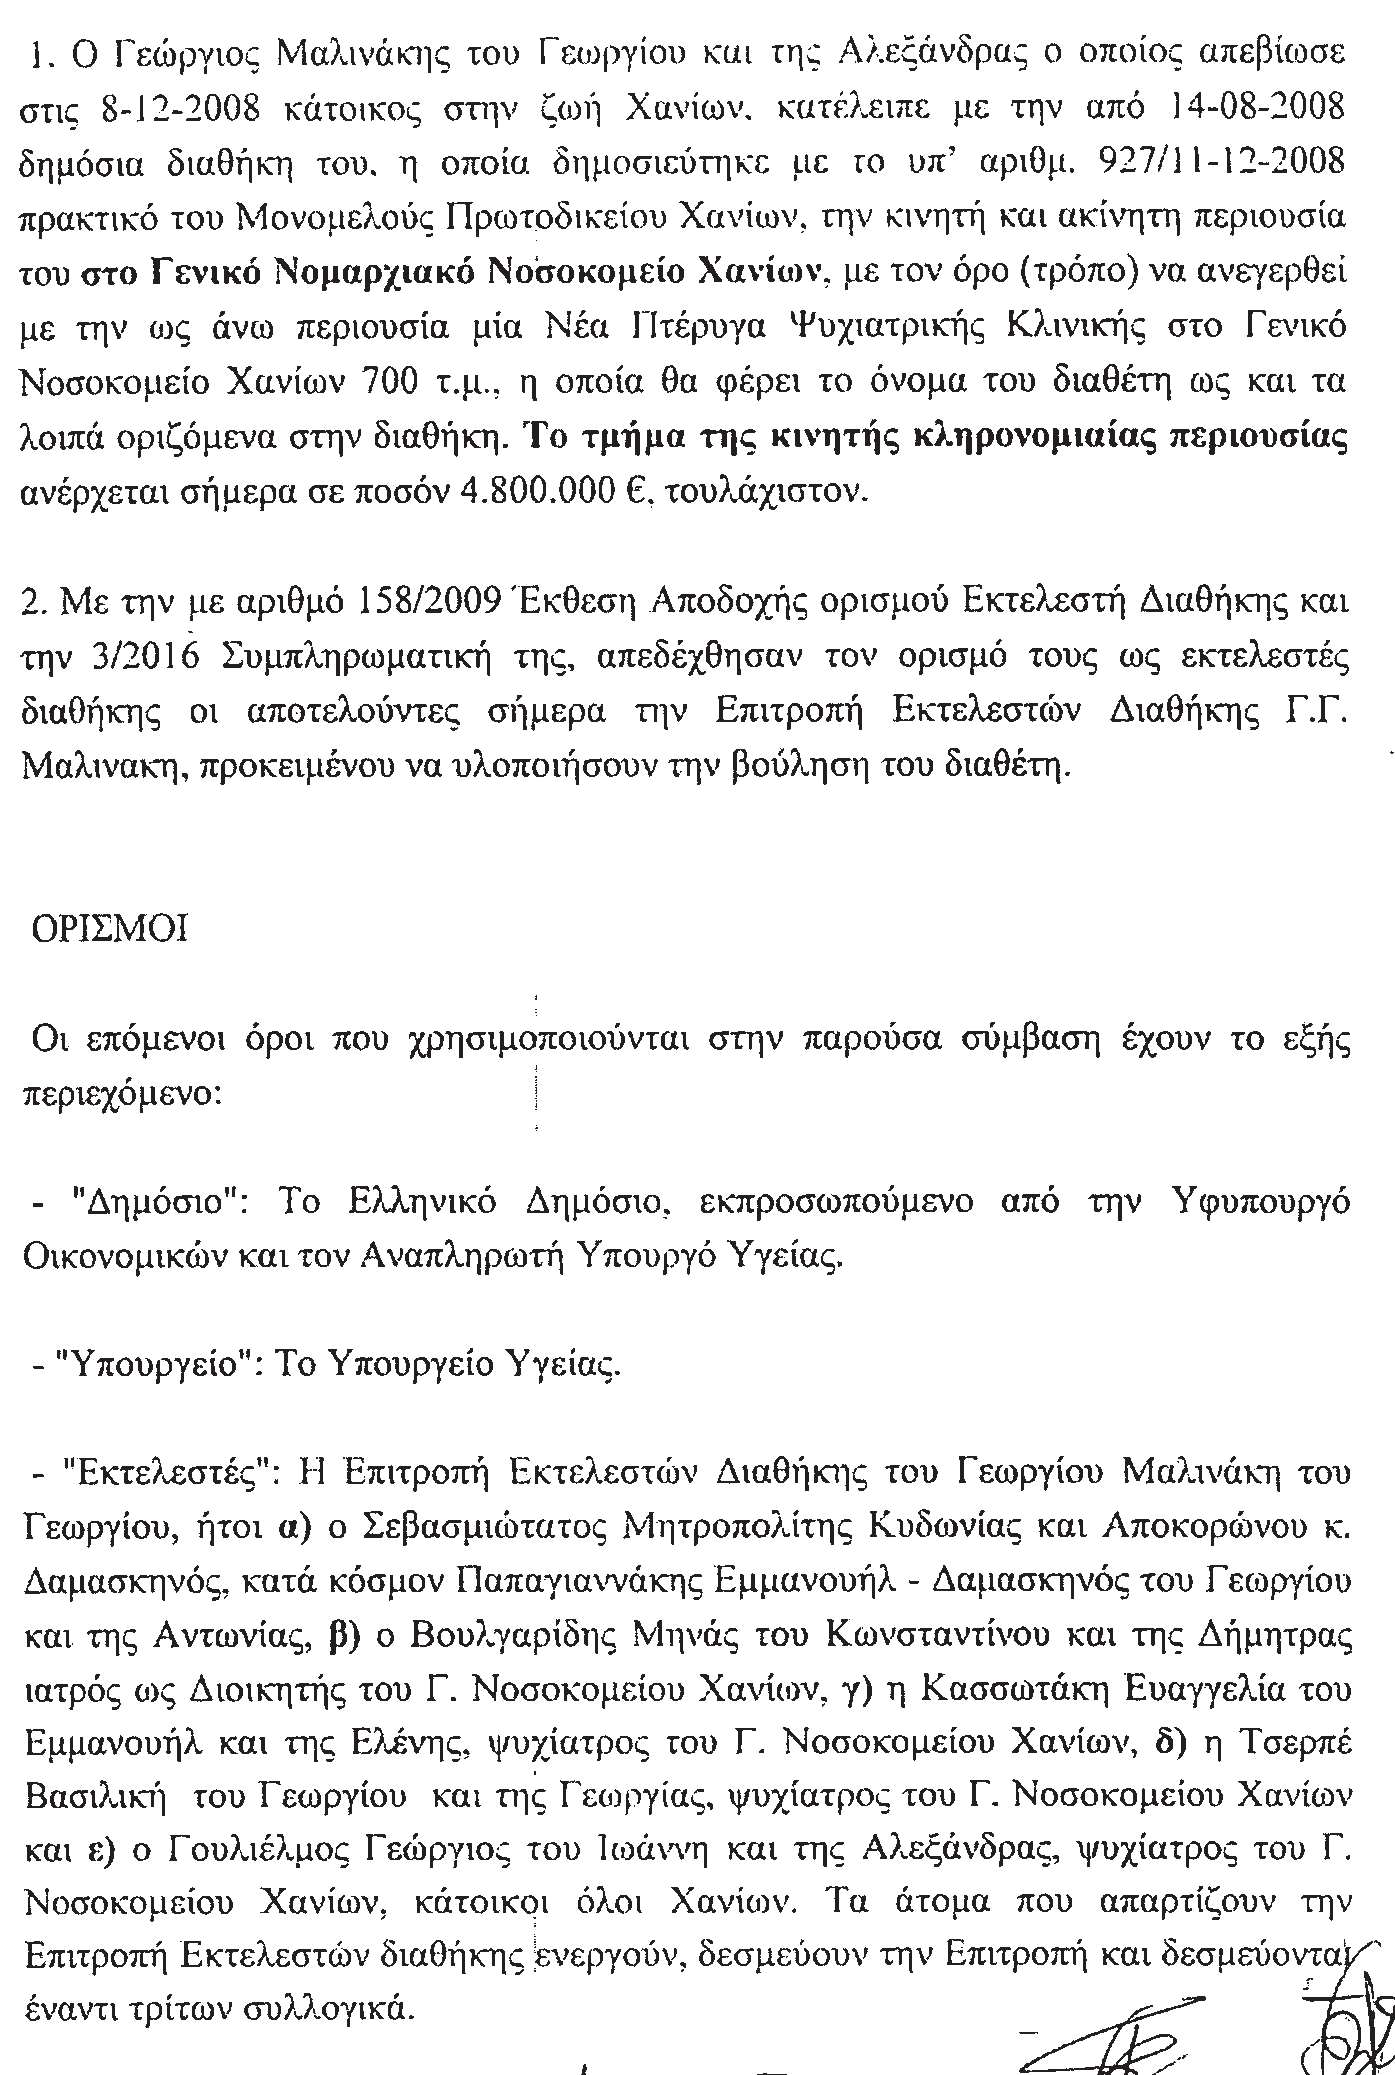 1. Ο Γεώργιος Μαλινάκης του Γεωργίου και της Αλεξάνδρας ο οποίος απεβίωσε
στις 8-12-2008 κάτοικος στην ζωή Χανίων, κατέλειπε με την από 14-08-2008
δημόσια διαθήκη του, η οποία δημοσιεύτηκε με το υπ’ αριθμ. 927/11-12-2008
πρακτικό του Μονομελούς Πρωτοδικείου Χανίων, την κινητή και ακίνητη περιουσία
του στο Γενικό Νομαρχιακό Νοσοκομείο Χανίων, με τον όρο (τρόπο) να ανεγερθεί
με την ως άνω περιουσία μία Νέα Πτέρυγα Ψυχιατρικής Κλινικής στο Γενικό
Νοσοκομείο Χανίων 700 τ.μ., η οποία θα φέρει το όνομα του διαθέτη ως και τα
λοιπά οριζόμενα στην διαθήκη. Το τμήμα της κινητής κληρονομιαίας περιουσίας
ανέρχεται σήμερα σε ποσόν 4.800.000 €, τουλάχιστον.
2. Με την με αριθμό 158/2009 Έκθεση Αποδοχής ορισμού Εκτελεστή Διαθήκης και
την 3/2016 Συμπληρωματική της, απεδέχθησαν τον ορισμό τους ως εκτελεστές
διαθήκης οι αποτελούντες σήμερα την Επιτροπή Εκτελεστών Διαθήκης Γ.Γ.
Μαλινακη, προκειμένου να υλοποιήσουν την βούληση του διαθέτη.
ΟΡΙΣΜΟΙ
Οι επόμενοι όροι που χρησιμοποιούνται στην παρούσα σύμβαση έχουν το εξής
περιεχόμενο:
- "Δημόσιο": Το Ελληνικό Δημόσιο, εκπροσωπούμενο από την Υφυπουργό
Οικονομικών και τον Αναπληρωτή Υπουργό Υγείας.
- "Υπουργείο": Το Υπουργείο Υγείας.
- "Εκτελεστές": Η Επιτροπή Εκτελεστών Διαθήκης του Γεωργίου Μαλινάκη του
Γεωργίου, ήτοι α) ο Σεβασμιώτατος Μητροπολίτης Κυδωνίας και Αποκορώνου κ.
Δαμασκηνός, κατά κόσμον Παπαγιαννάκης Εμμανουήλ - Δαμασκηνός του Γεωργίου
και της Αντωνίας, β) ο Βουλγαρίδης Μηνάς του Κωνσταντίνου και της Δήμητρας
ιατρός ως Διοικητής του Γ. Νοσοκομείου Χανίων, γ) η Κασσωτάκη Ευαγγελία του
Εμμανουήλ και της Ελένης, ψυχίατρος του Γ. Νοσοκομείου Χανίων, δ) η Τσερπέ
Βασιλική του Γεωργίου και της Γεωργίας, ψυχίατρος του Γ. Νοσοκομείου Χανίων
και ε) ο Γουλιέλμος Γεώργιος του Ιωάννη και της Αλεξάνδρας, ψυχίατρος του Γ.
Νοσοκομείου Χανίων, κάτοικοι όλοι Χανίων. Τα άτομα που απαρτίζουν την
Επιτροπή Εκτελεστών διαθήκης ενεργούν, δεσμεύουν την Επιτροπή και δεσμεύονται
έναντι τρίτων συλλογικά.